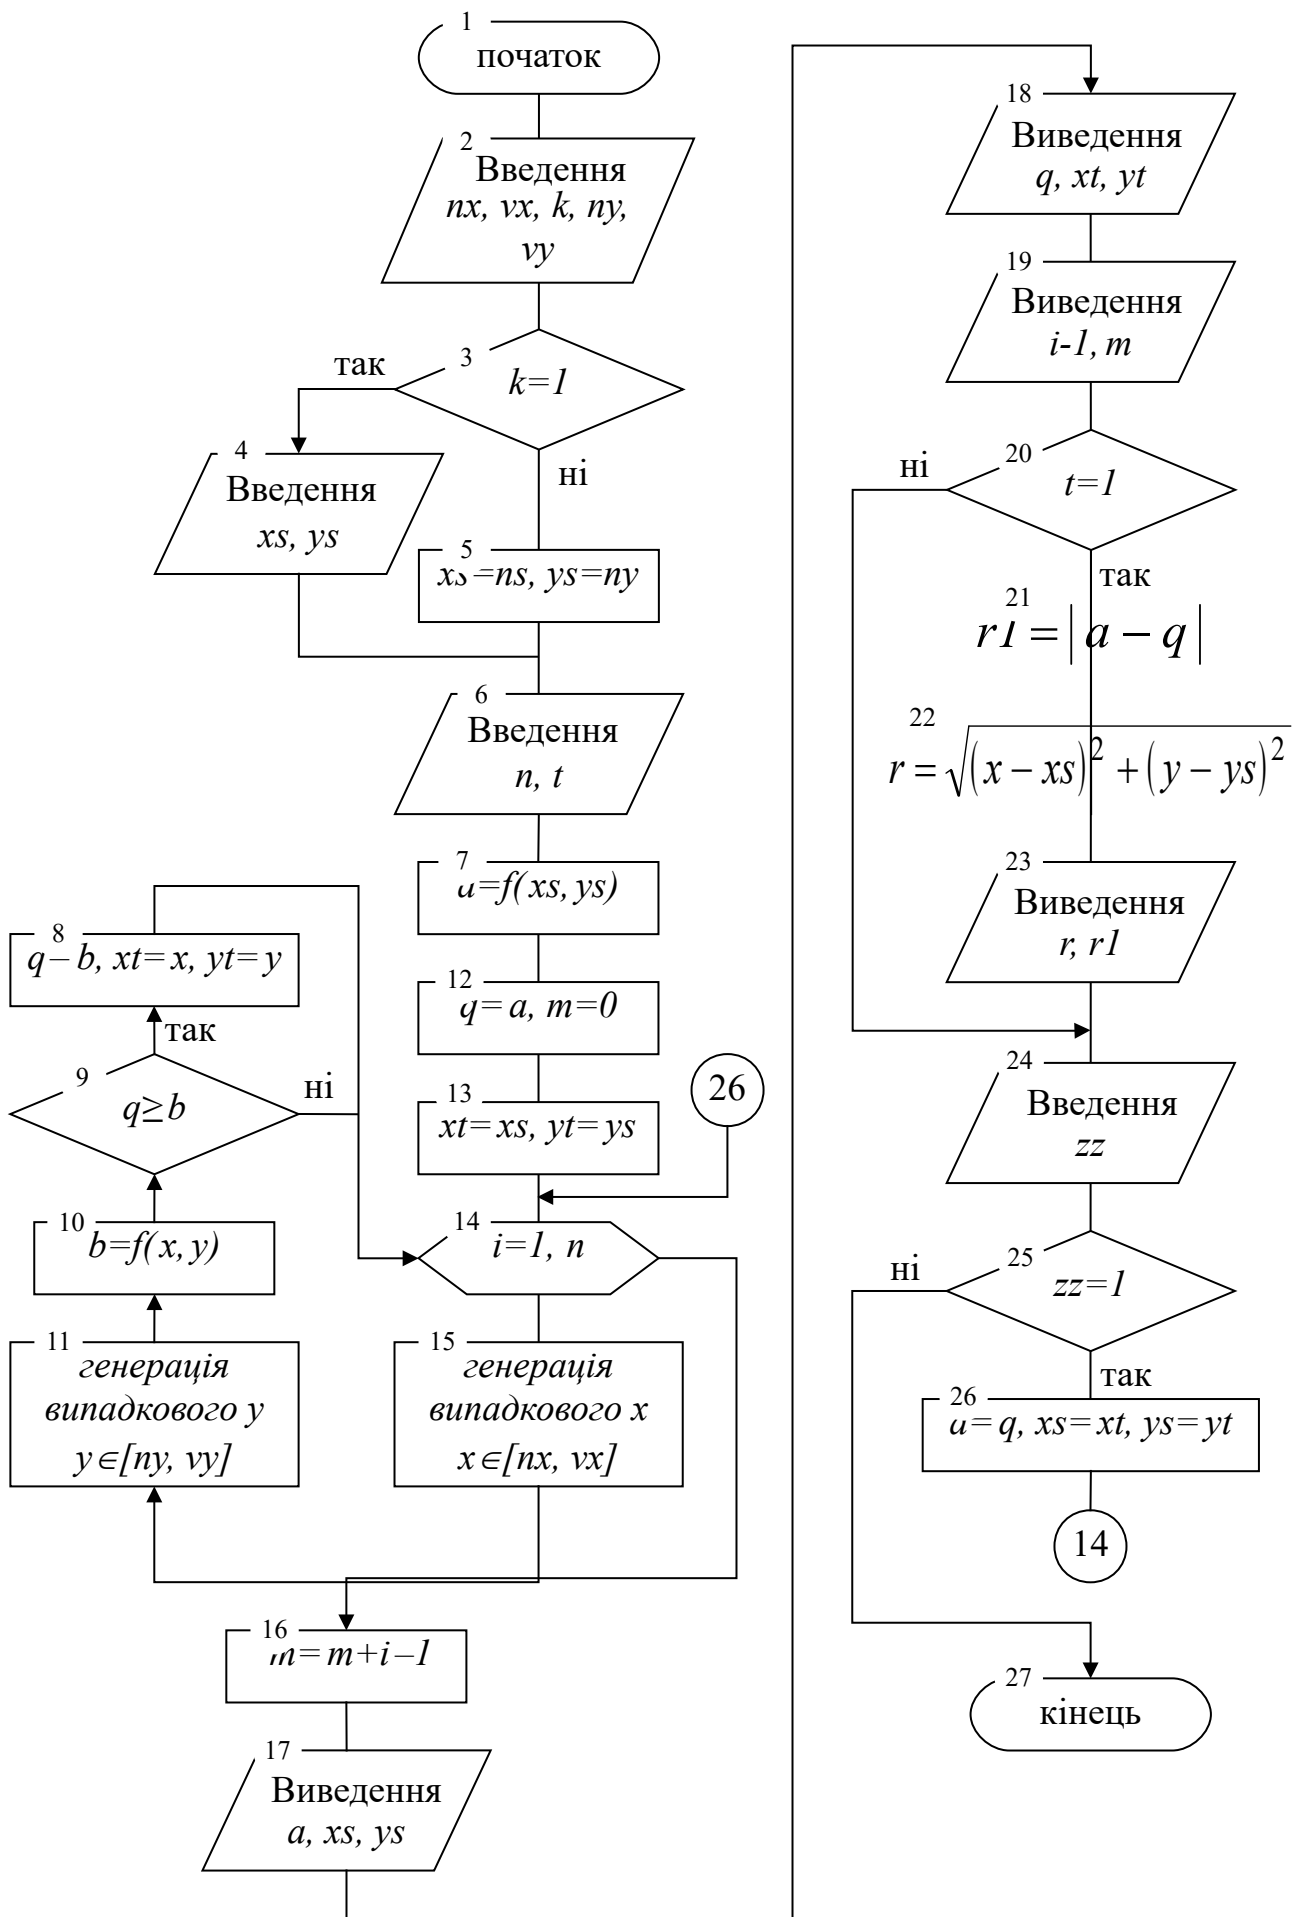 1
початок
2
Введення
nx, vx, k, ny,
vy
3
так
k=1
ні
4
Введення
xs, ys
5
xs=ns, ys=ny
6
Введення
n, t
7
a=f(xs, ys)
8
q=b, xt=x, yt=y
так
9
q≥b
ні
10
b=f(x, y)
11
генерація
випадкового y
y∈[ny, vy]
12
q=a, m=0
13
xt=xs, yt=ys
26
14
i=1, n
15
генерація
випадкового x
x∈[nx, vx]
16
m=m+i–1
17
Виведення
a, xs, ys
18
Виведення
q, xt, yt
19
Виведення
i-1, m
20
ні
t=1
так
21
r1 = | a − q |
22
r = √(x − xs)² + (y − ys)²
23
Виведення
r, r1
24
Введення
zz
25
ні
zz=1
так
26
a=q, xs=xt, ys=yt
14
27
кінець